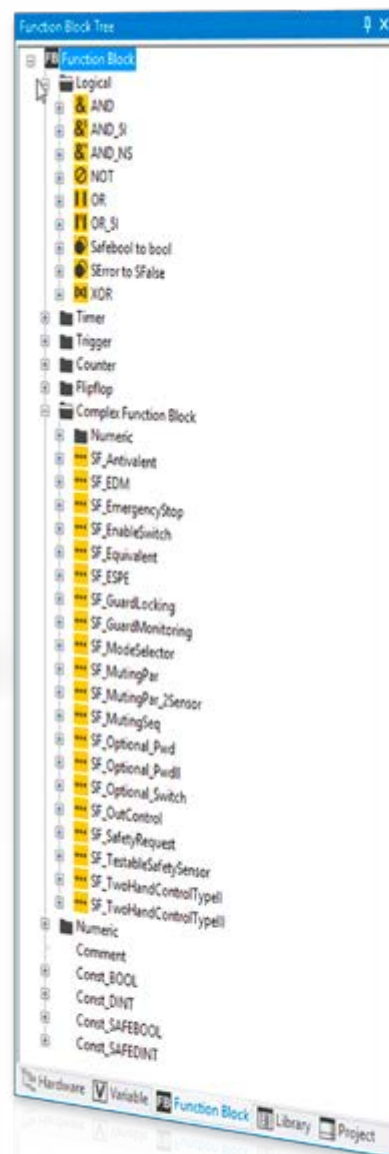 Function Block Tree
FB Function Block
Logical
& AND
& AND_SI
& AND_NS
NOT
OR
OR_SI
Safebool to bool
SError to SFalse
XOR
Timer
Trigger
Counter
Flipflop
Complex Function Block
Numeric
SF_Antivalent
SF_EDM
SF_EmergencyStop
SF_EnableSwitch
SF_Equivalent
SF_ESPE
SF_GuardLocking
SF_GuardMonitoring
SF_ModeSelector
SF_MutingPar
SF_MutingPar_2Sensor
SF_MutingSeq
SF_Optional_Pwd
SF_Optional_PwdII
SF_Optional_Switch
SF_OutControl
SF_SafetyRequest
SF_TestableSafetySensor
SF_TwoHandControlTypeII
SF_TwoHandControlTypeIII
Numeric
Comment
Const_BOOL
Const_DINT
Const_SAFEBOOL
Const_SAFEDINT
Hardware V Variable FB Function Block Library Project